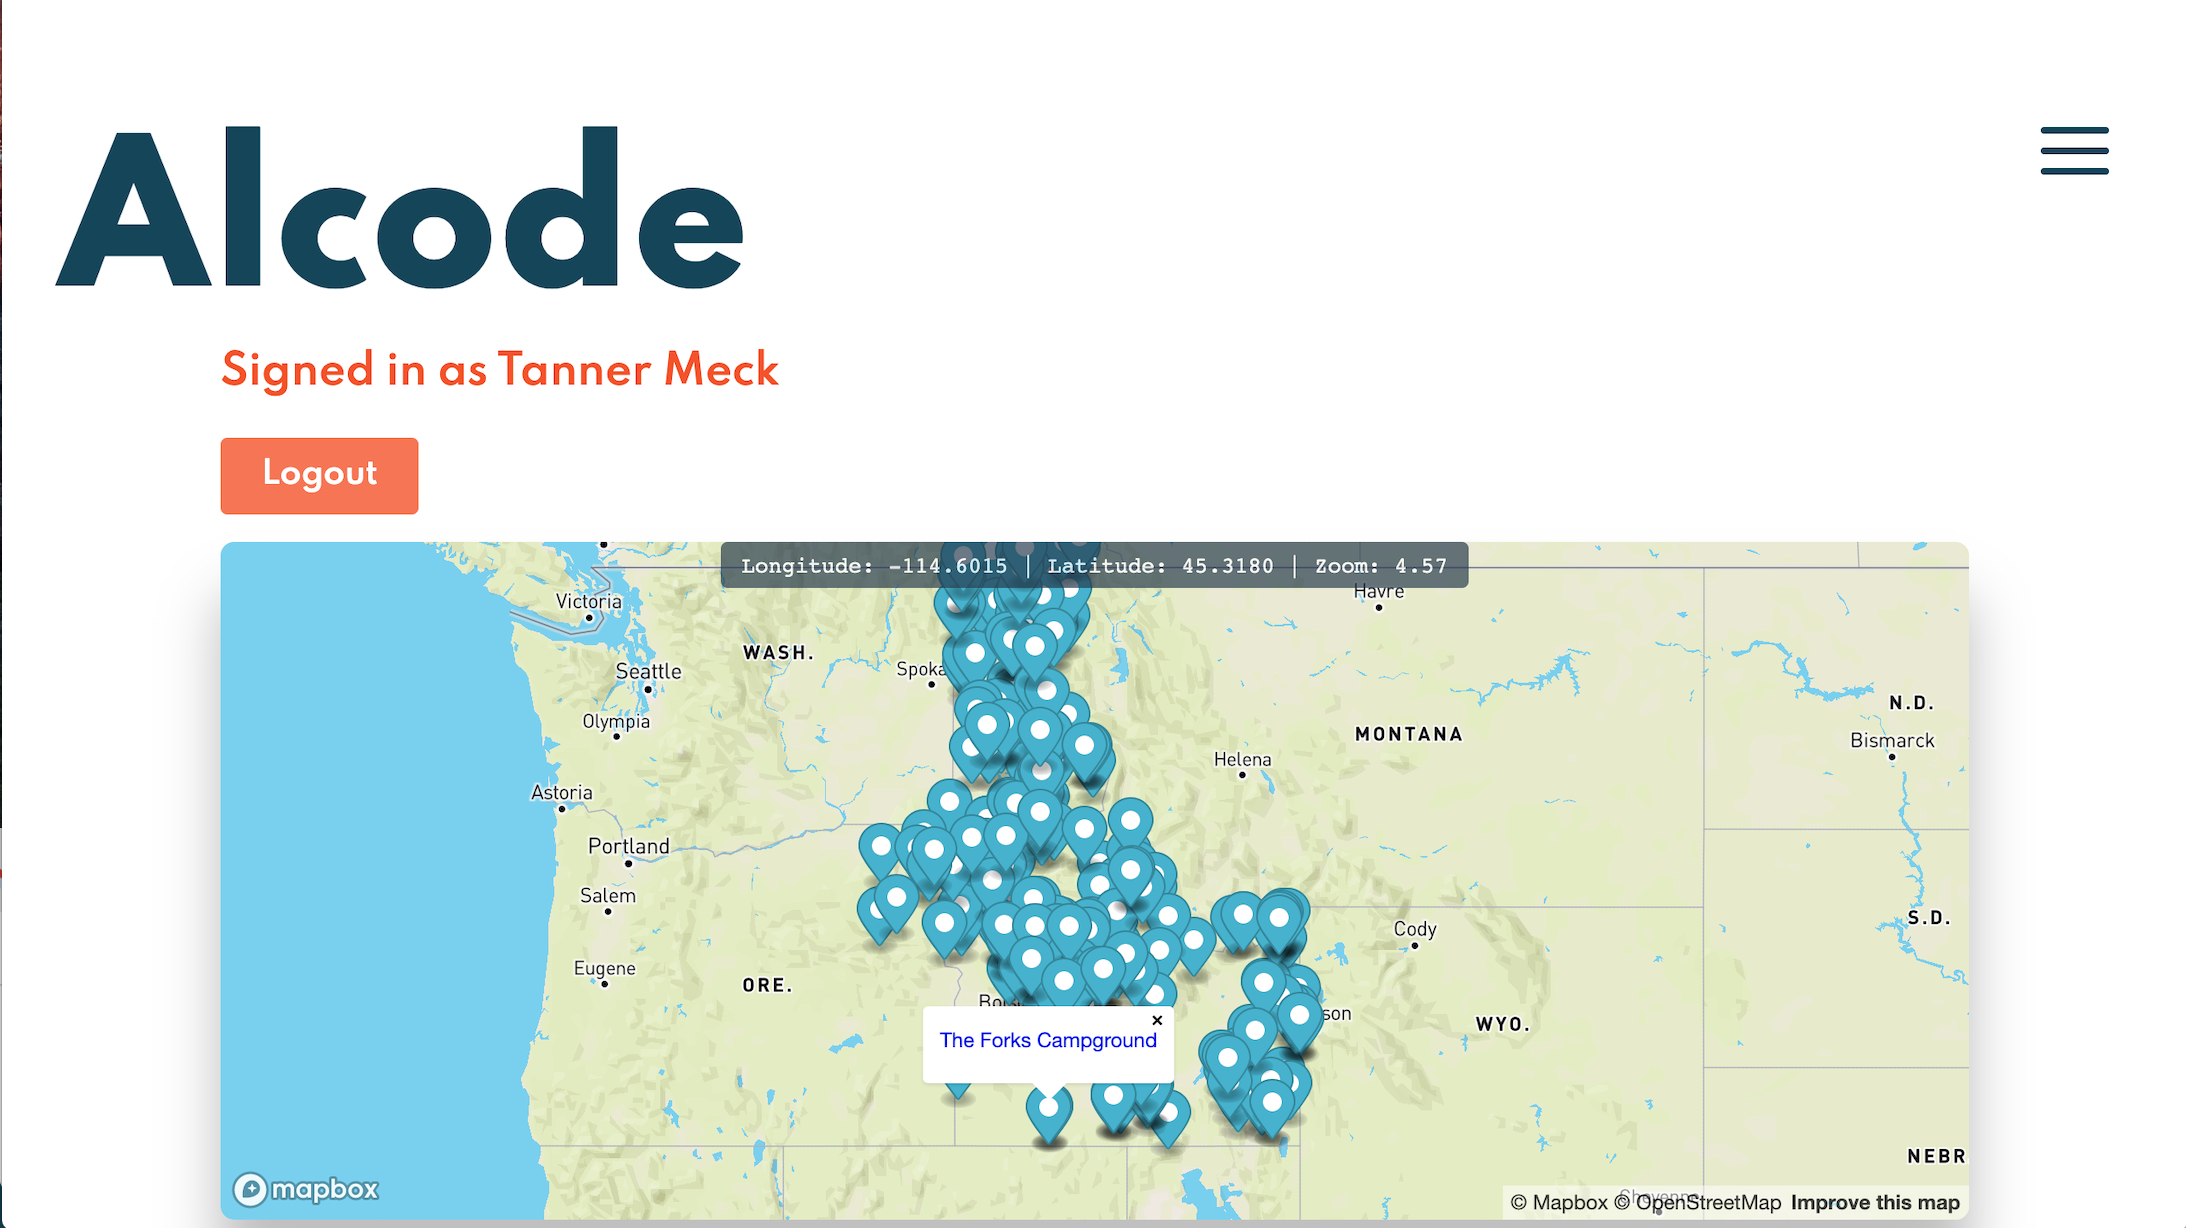 Alcode
Signed in as Tanner Meck
Logout
Longitude: -114.6015 | Latitude: 45.3180 | Zoom: 4.57
Havre
Victoria
WASH.
Seattle
Spoka
N.D.
Olympia
MONTANA
Bismarck
Helena
Astoria
Portland
Salem
S.D.
Cody
Eugene
ORE.
son
WYO.
The Forks Campground
×
NEBR
mapbox
Cheyenne
© Mapbox © OpenStreetMap Improve this map